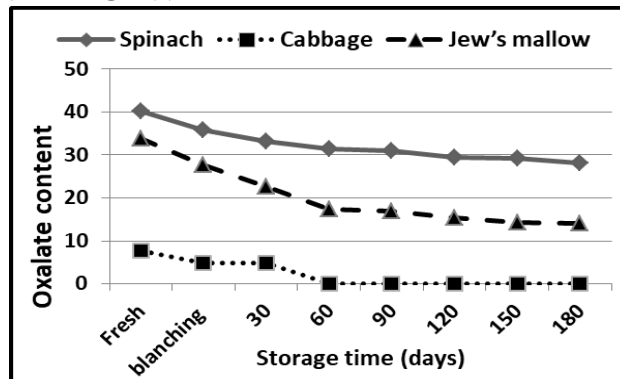 Spinach Cabbage Jew's mallow
50
40
30
20
10
0
Oxalate content
Fresh blanching 30 60 90 120 150 180
Storage time (days)